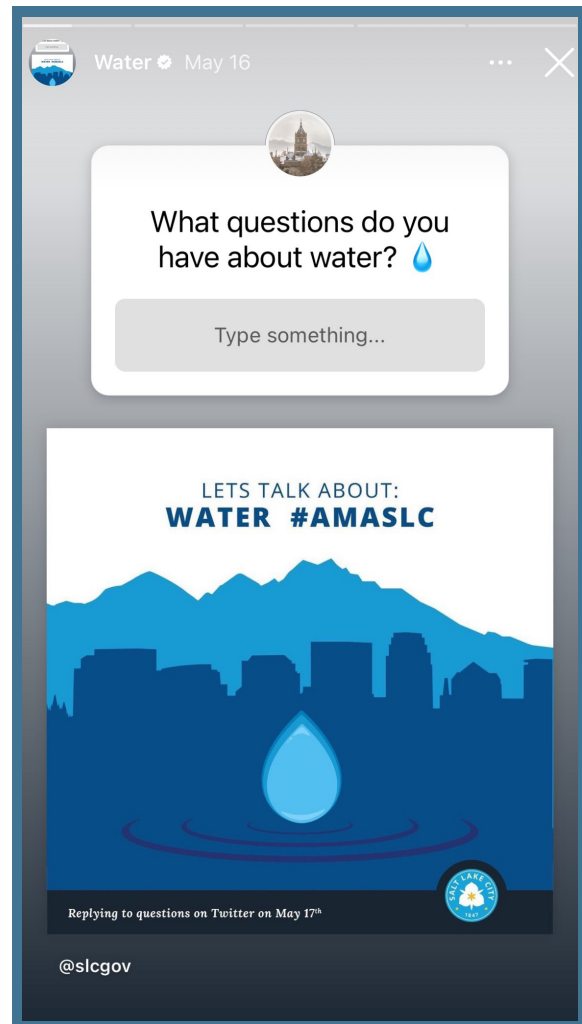 Water May 16
What questions do you
have about water? 💧
Type something...
LETS TALK ABOUT:
WATER #AMASLC
SALT LAKE CITY
1847
Replying to questions on Twitter on May 17th
@slcgov